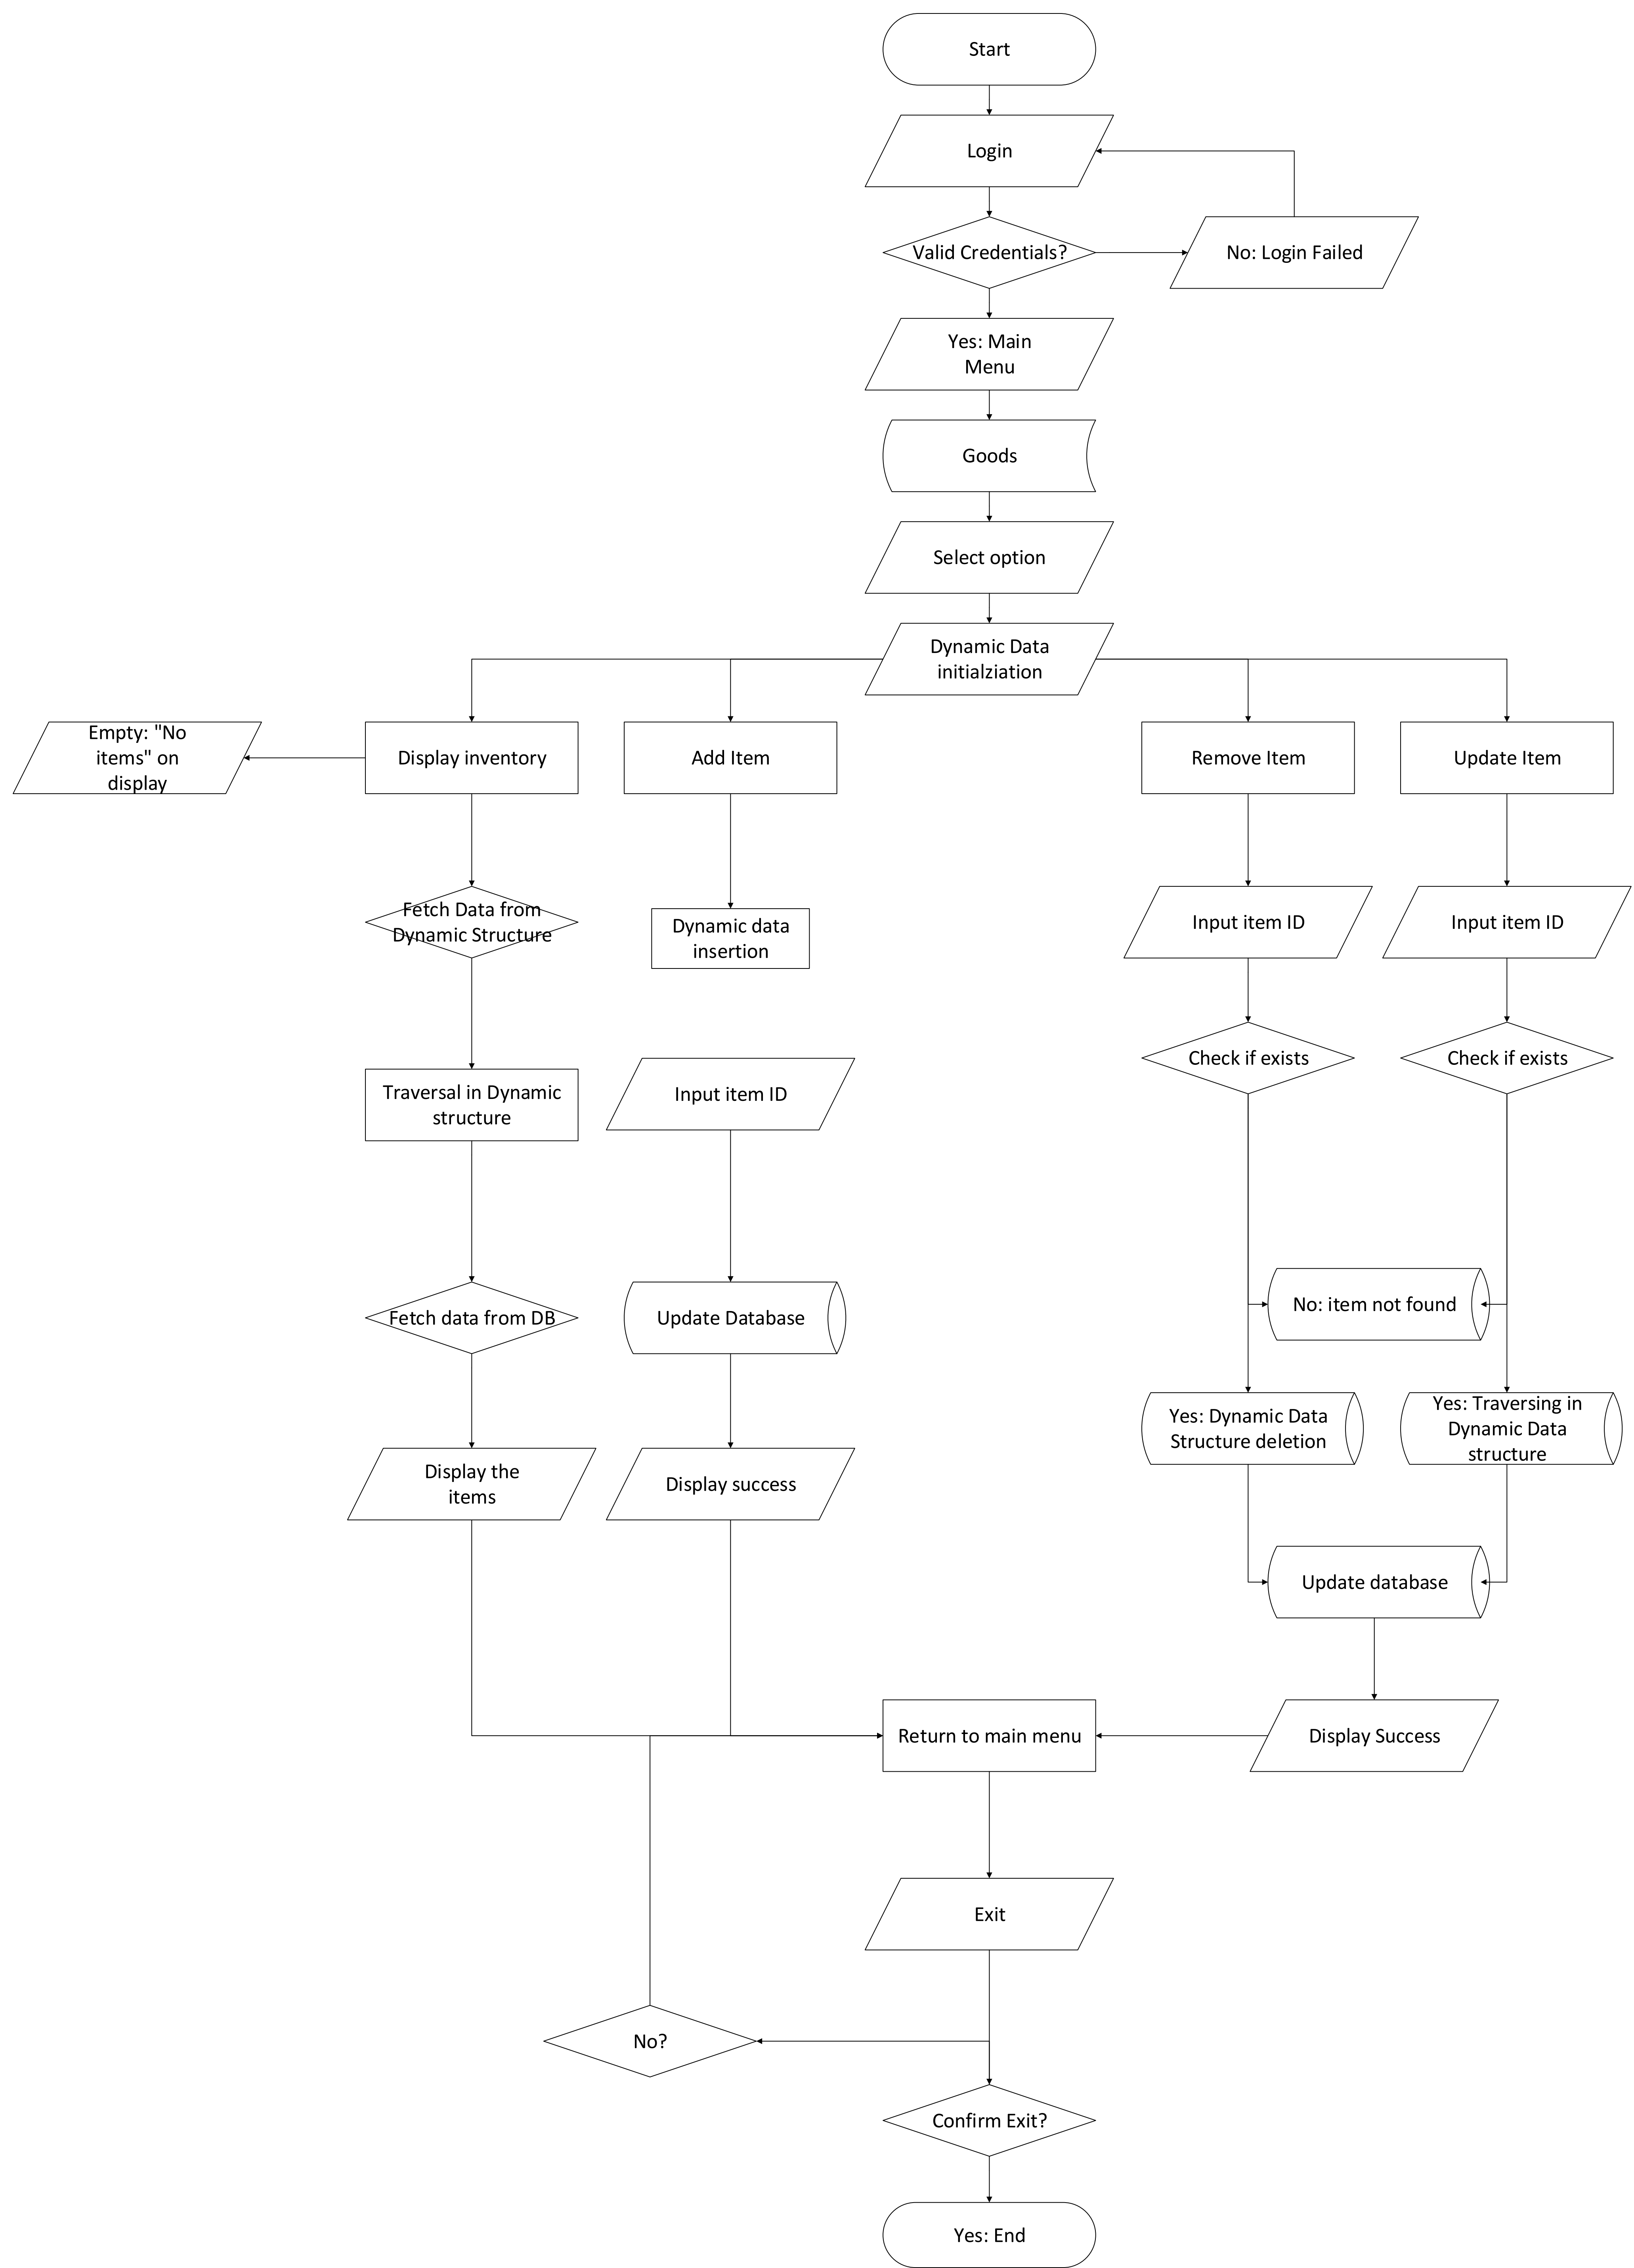 Start
Login
Valid Credentials?
No: Login Failed
Yes: Main
Menu
Goods
Select option
Dynamic Data
initialziation
Empty: "No
items" on
display
Display inventory
Add Item
Remove Item
Update Item
Fetch Data from
Dynamic Structure
Dynamic data
insertion
Input item ID
Input item ID
Traversal in Dynamic
structure
Input item ID
Check if exists
Check if exists
Fetch data from DB
Update Database
No: item not found
Yes: Dynamic Data
Structure deletion
Yes: Traversing in
Dynamic Data
structure
Display the
items
Display success
Update database
Return to main menu
Display Success
Exit
No?
Confirm Exit?
Yes: End